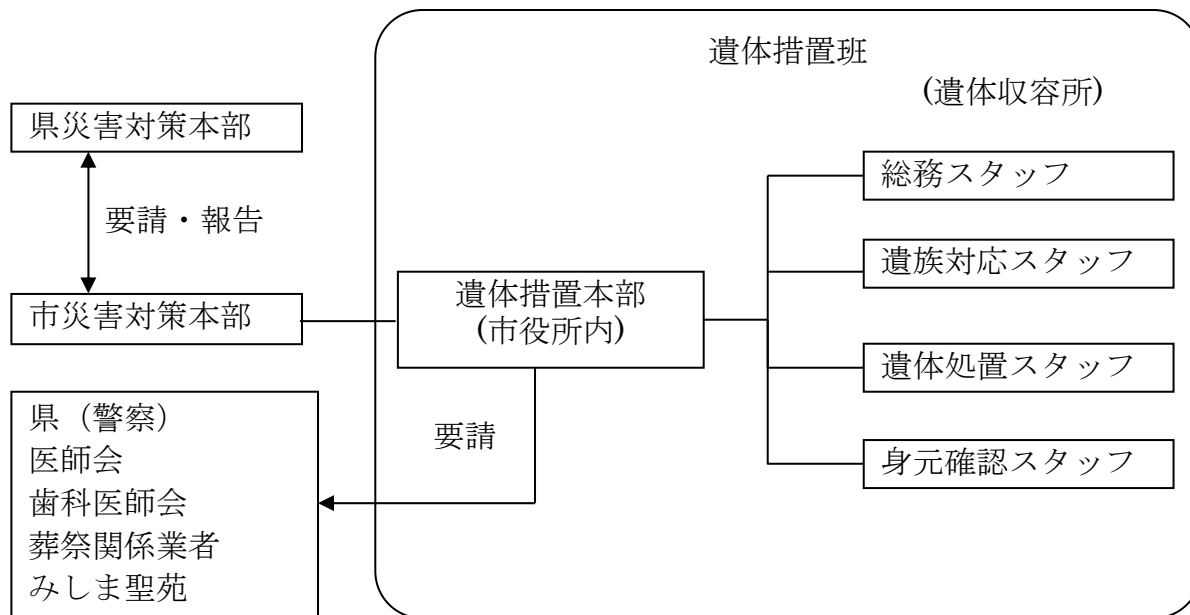 遺体措置班
(遺体収容所)
県災害対策本部
要請・報告
市災害対策本部
遺体措置本部
(市役所内)
総務スタッフ
遺族対応スタッフ
遺体処置スタッフ
身元確認スタッフ
要請
県（警察）
医師会
歯科医師会
葬祭関係業者
みしま聖苑